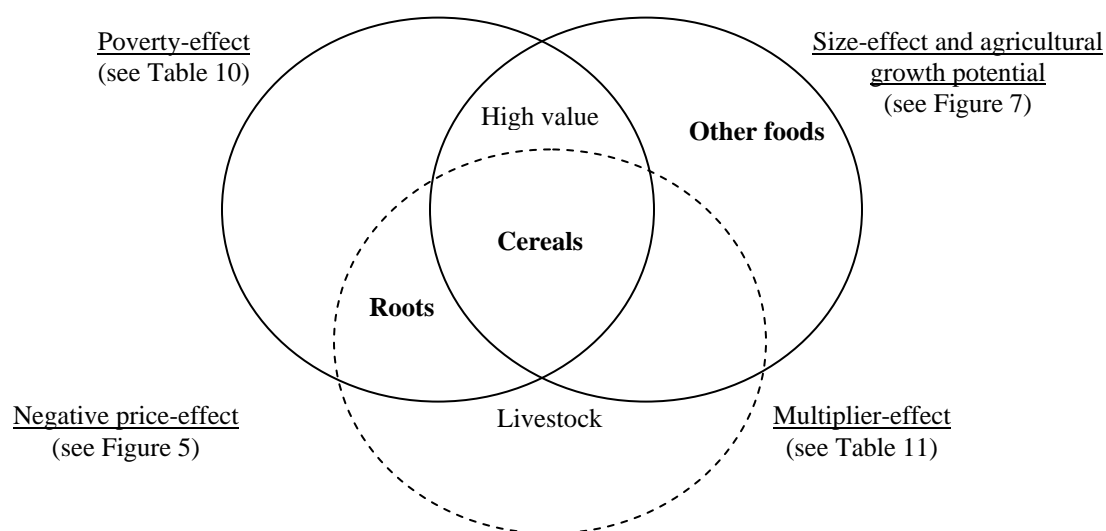 Poverty-effect
(see Table 10)
Size-effect and agricultural
growth potential
(see Figure 7)
High value
Other foods
Cereals
Roots
Negative price-effect
(see Figure 5)
Livestock
Multiplier-effect
(see Table 11)